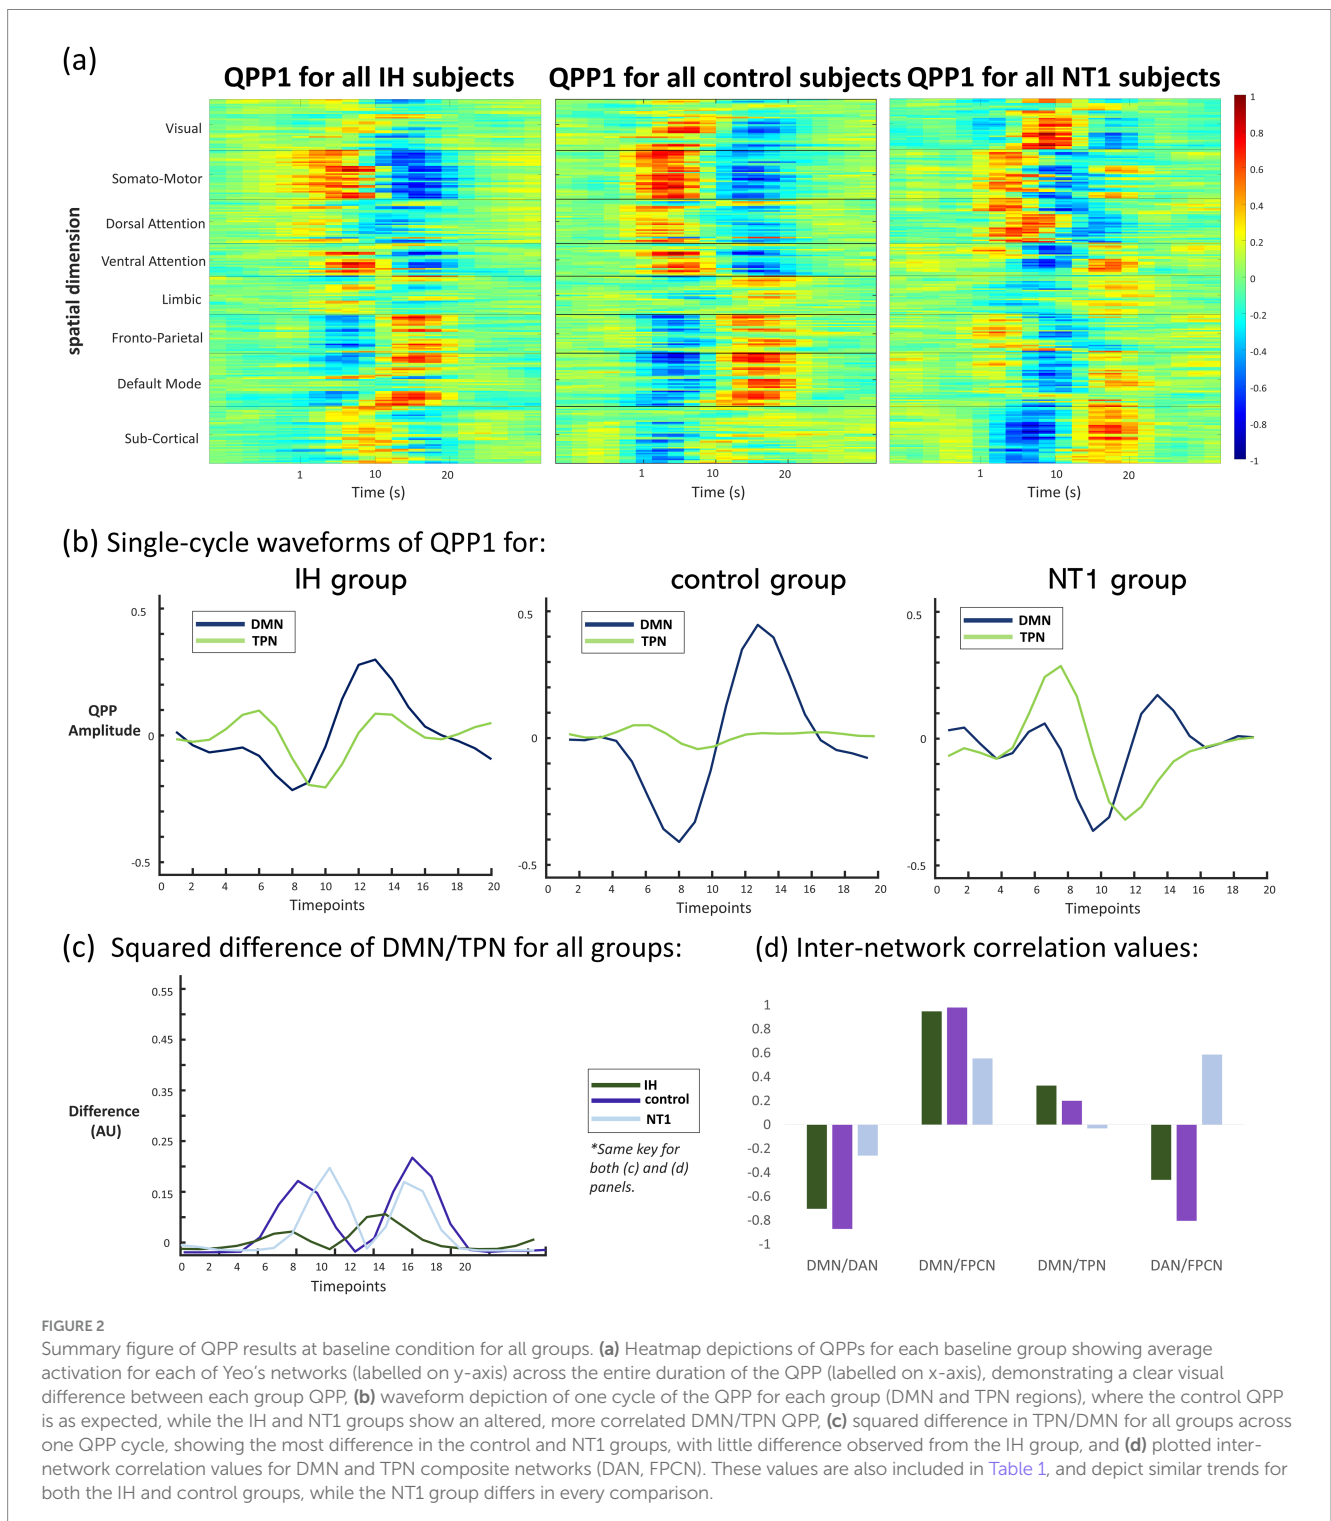 (a)
QPP1 for all IH subjects
QPP1 for all control subjects
QPP1 for all NT1 subjects
spatial dimension
Visual
Somato-Motor
Dorsal Attention
Ventral Attention
Limbic
Fronto-Parietal
Default Mode
Sub-Cortical
1 10 20
Time (s)
1 10 20
Time (s)
1 10 20
Time (s)
1
0.8
0.6
0.4
0.2
0
-0.2
-0.4
-0.6
-0.8
-1
(b) Single-cycle waveforms of QPP1 for:
IH group
QPP
Amplitude
0.5
0
-0.5
DMN
TPN
0 2 4 6 8 10 12 14 16 18 20
Timepoints
control group
0.5
0
-0.5
DMN
TPN
0 2 4 6 8 10 12 14 16 18 20
Timepoints
NT1 group
0.5
0
-0.5
DMN
TPN
0 2 4 6 8 10 12 14 16 18 20
Timepoints
(c) Squared difference of DMN/TPN for all groups:
Difference
(AU)
0.55
0.45
0.35
0.25
0.15
0
0 2 4 6 8 10 12 14 16 18 20
Timepoints
IH
control
NT1
*Same key for
both (c) and (d)
panels.
(d) Inter-network correlation values:
1
0.8
0.6
0.4
0.2
0
-0.2
-0.4
-0.6
-0.8
-1
DMN/DAN DMN/FPCN DMN/TPN DAN/FPCN
FIGURE 2
Summary figure of QPP results at baseline condition for all groups. (a) Heatmap depictions of QPPs for each baseline group showing average
activation for each of Yeo's networks (labelled on y-axis) across the entire duration of the QPP (labelled on x-axis), demonstrating a clear visual
difference between each group QPP, (b) waveform depiction of one cycle of the QPP for each group (DMN and TPN regions), where the control QPP
is as expected, while the IH and NT1 groups show an altered, more correlated DMN/TPN QPP, (c) squared difference in TPN/DMN for all groups across
one QPP cycle, showing the most difference in the control and NT1 groups, with little difference observed from the IH group, and (d) plotted inter-
network correlation values for DMN and TPN composite networks (DAN, FPCN). These values are also included in Table 1, and depict similar trends for
both the IH and control groups, while the NT1 group differs in every comparison.